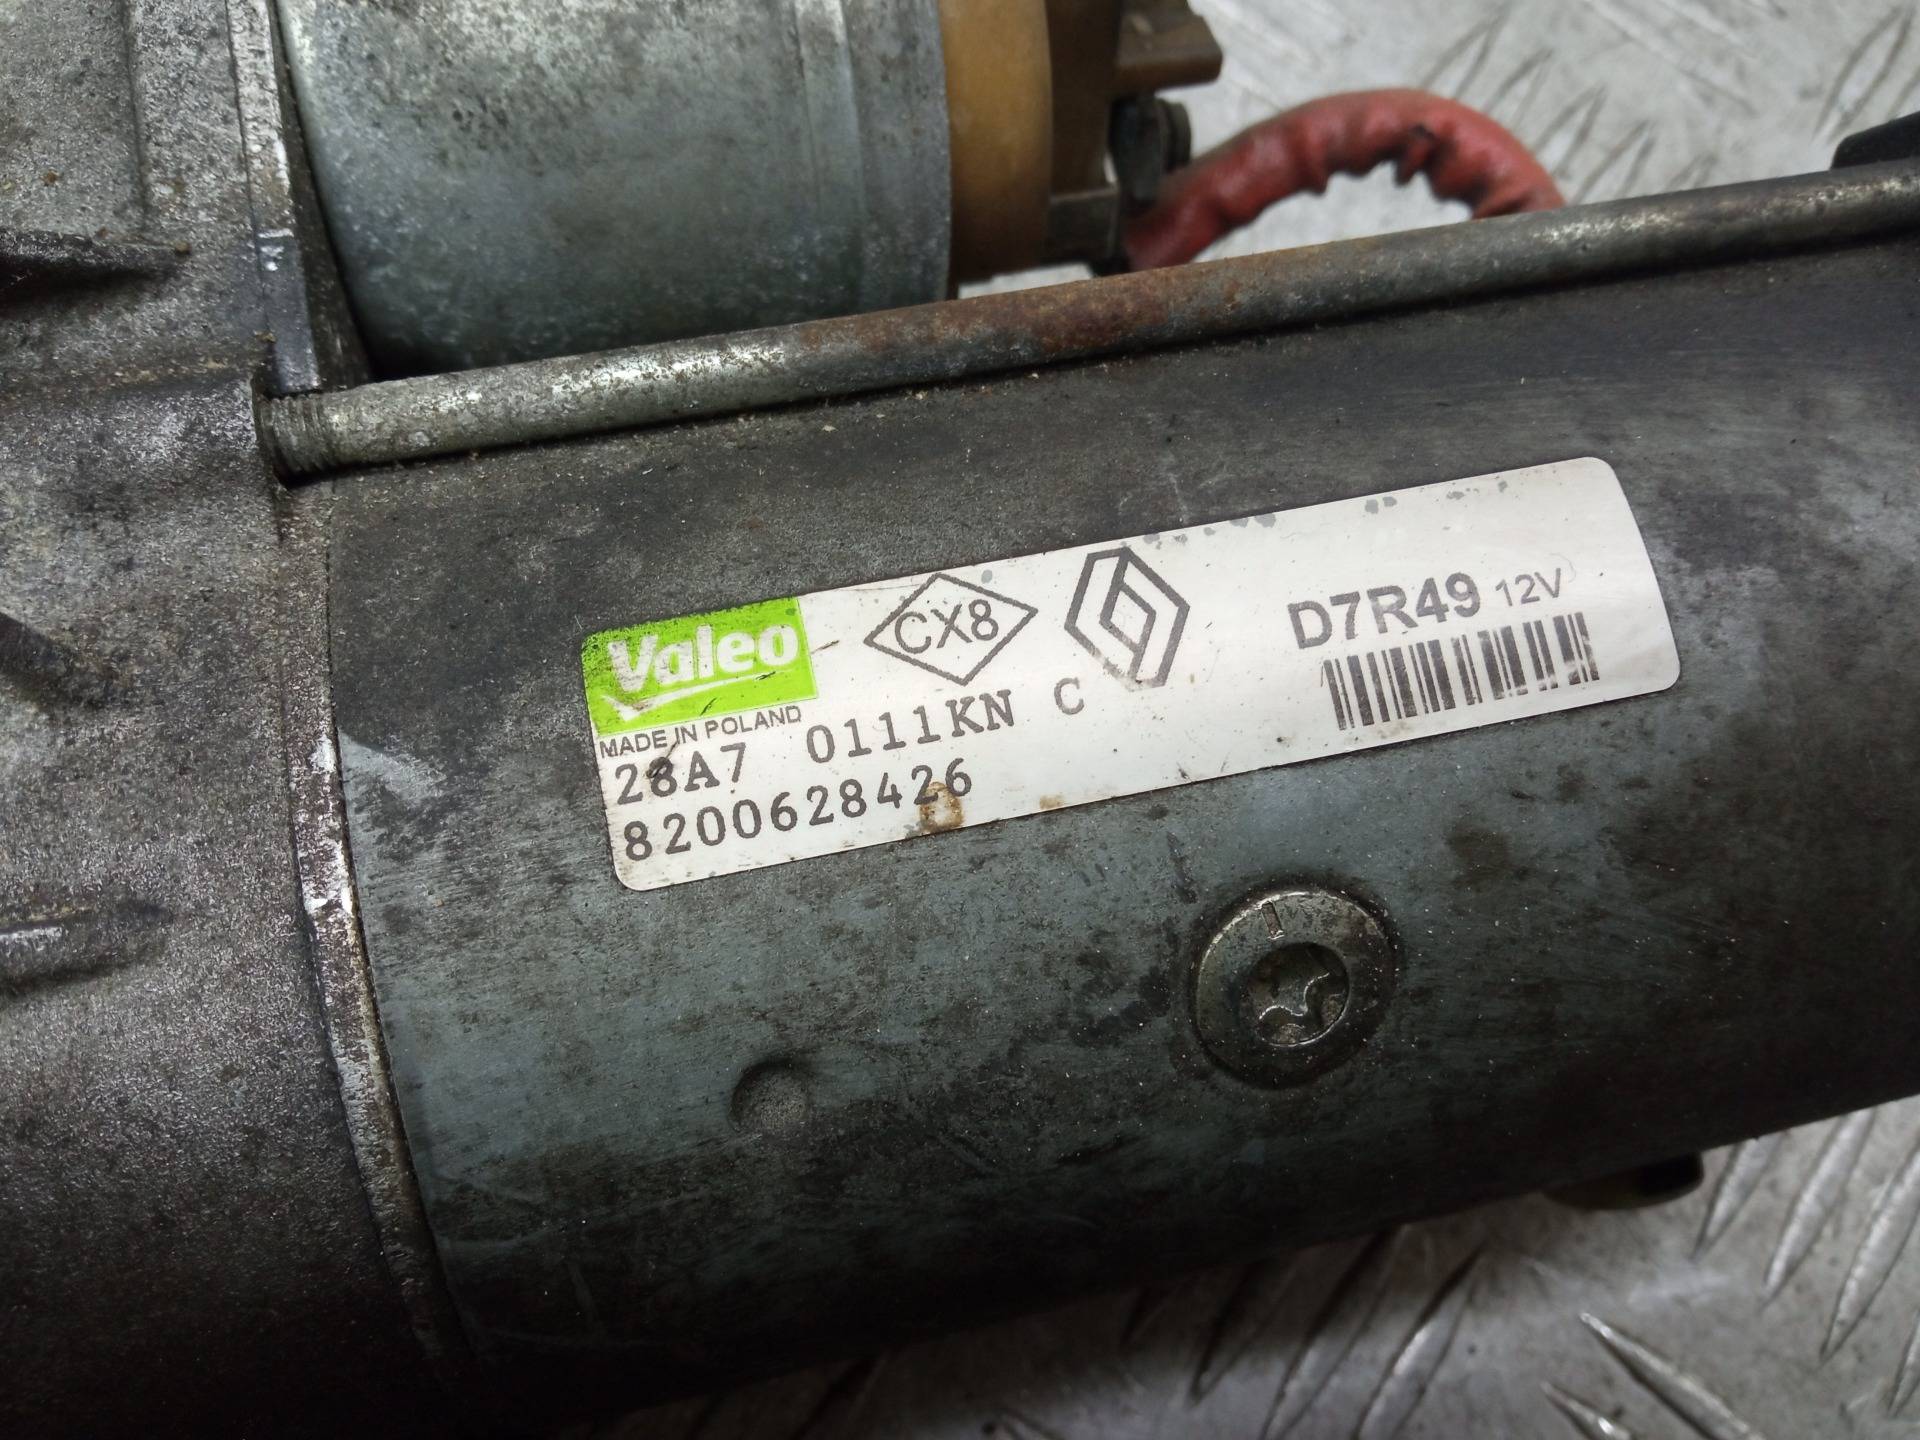 Valeo
CX8
D7R49 12V
MADE IN POLAND
28A7 0111KN C
8200628426